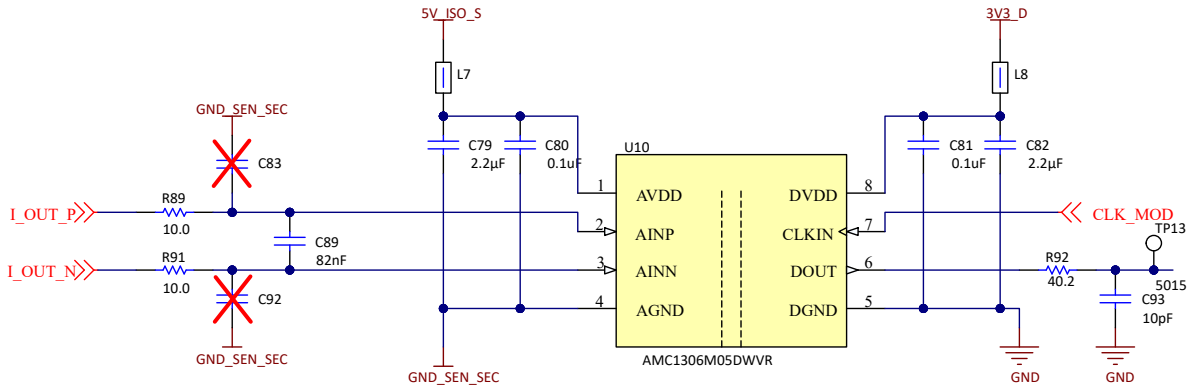 5V_ISO_S
3V3_D
L7
L8
GND_SEN_SEC
C83
C79
2.2µF
C80
0.1uF
U10
C81
0.1uF
C82
2.2µF
1
AVDD
DVDD
8
I_OUT_P
R89
10.0
2
AINP
CLKIN
7
CLK_MOD
C89
82nF
TP13
I_OUT_N
R91
10.0
3
AINN
DOUT
6
R92
40.2
5015
C92
4
AGND
DGND
5
C93
10pF
GND_SEN_SEC
GND_SEN_SEC
AMC1306M05DWVR
GND
GND